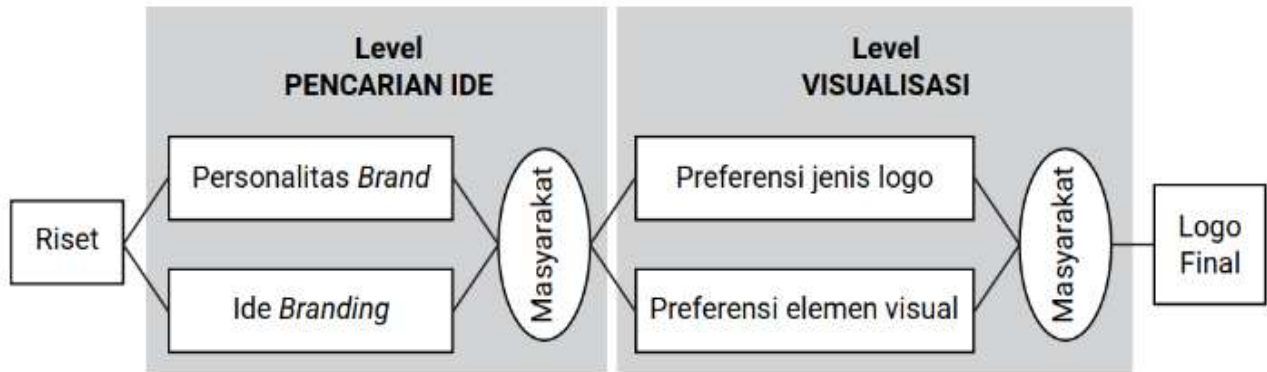 Level
PENCARIAN IDE
Level
VISUALISASI
Riset
Personalitas Brand
Ide Branding
Masyarakat
Preferensi jenis logo
Preferensi elemen visual
Masyarakat
Logo
Final